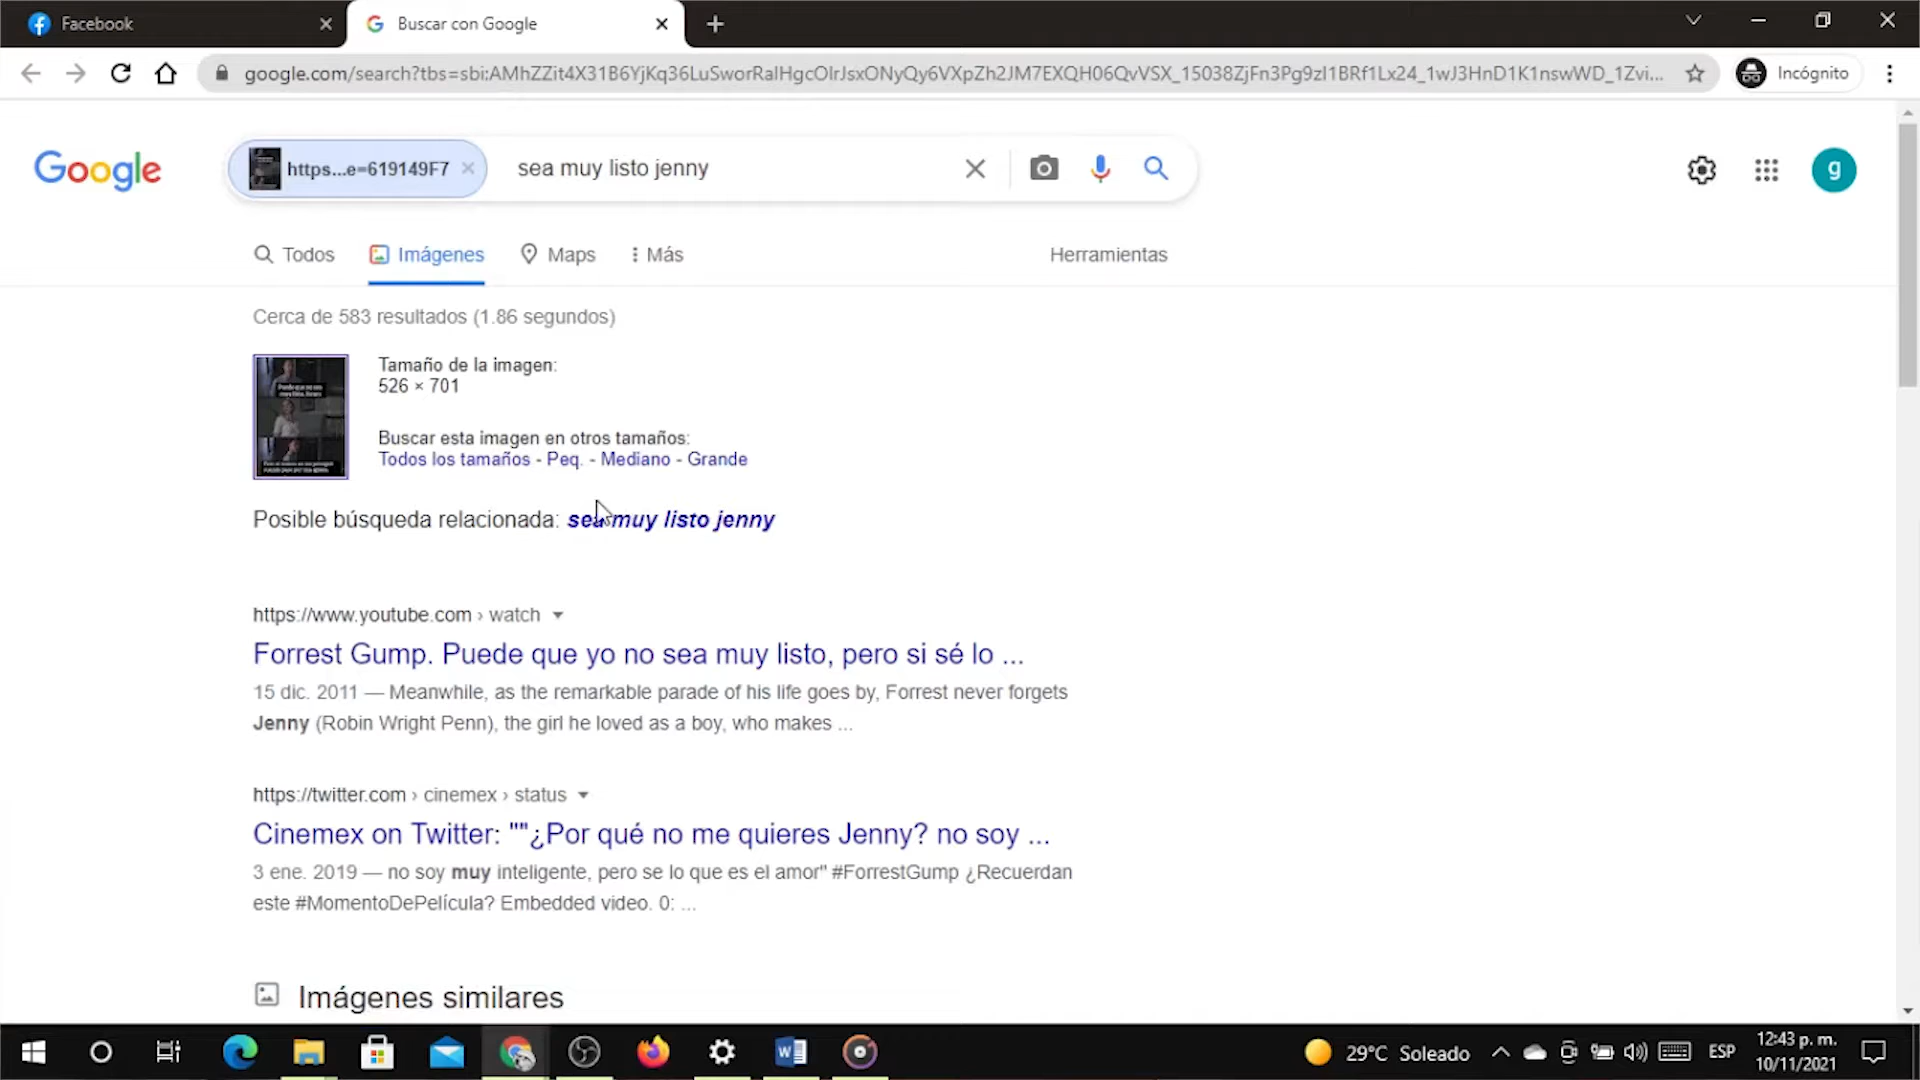 Facebook
Buscar con Google
google.com/search?tbs=sbi:AMhZZit4X31B6YjKq36LuSworRalHgcOlrJsxONyQy6VXpZh2JM7EXQH06QvVSX_15038ZjFn3Pg9zI1BRf1Lx24_1wJ3HnD1K1nswWD_1Zvi...
Incógnito
Google
https...e=619149F7
sea muy listo jenny
g
Todos
Imágenes
Maps
Más
Herramientas
Cerca de 583 resultados (1.86 segundos)
Tamaño de la imagen:
526 × 701
Buscar esta imagen en otros tamaños:
Todos los tamaños - Peq. - Mediano - Grande
Posible búsqueda relacionada: sea muy listo jenny
https://www.youtube.com › watch
Forrest Gump. Puede que yo no sea muy listo, pero si sé lo ...
15 dic. 2011 — Meanwhile, as the remarkable parade of his life goes by, Forrest never forgets
Jenny (Robin Wright Penn), the girl he loved as a boy, who makes ...
https://twitter.com › cinemex › status
Cinemex on Twitter: ""¿Por qué no me quieres Jenny? no soy ...
3 ene. 2019 — no soy muy inteligente, pero se lo que es el amor" #ForrestGump ¿Recuerdan
este #MomentoDePelícula? Embedded video. 0: ...
Imágenes similares
29°C Soleado
ESP
12:43 p. m.
10/11/2021